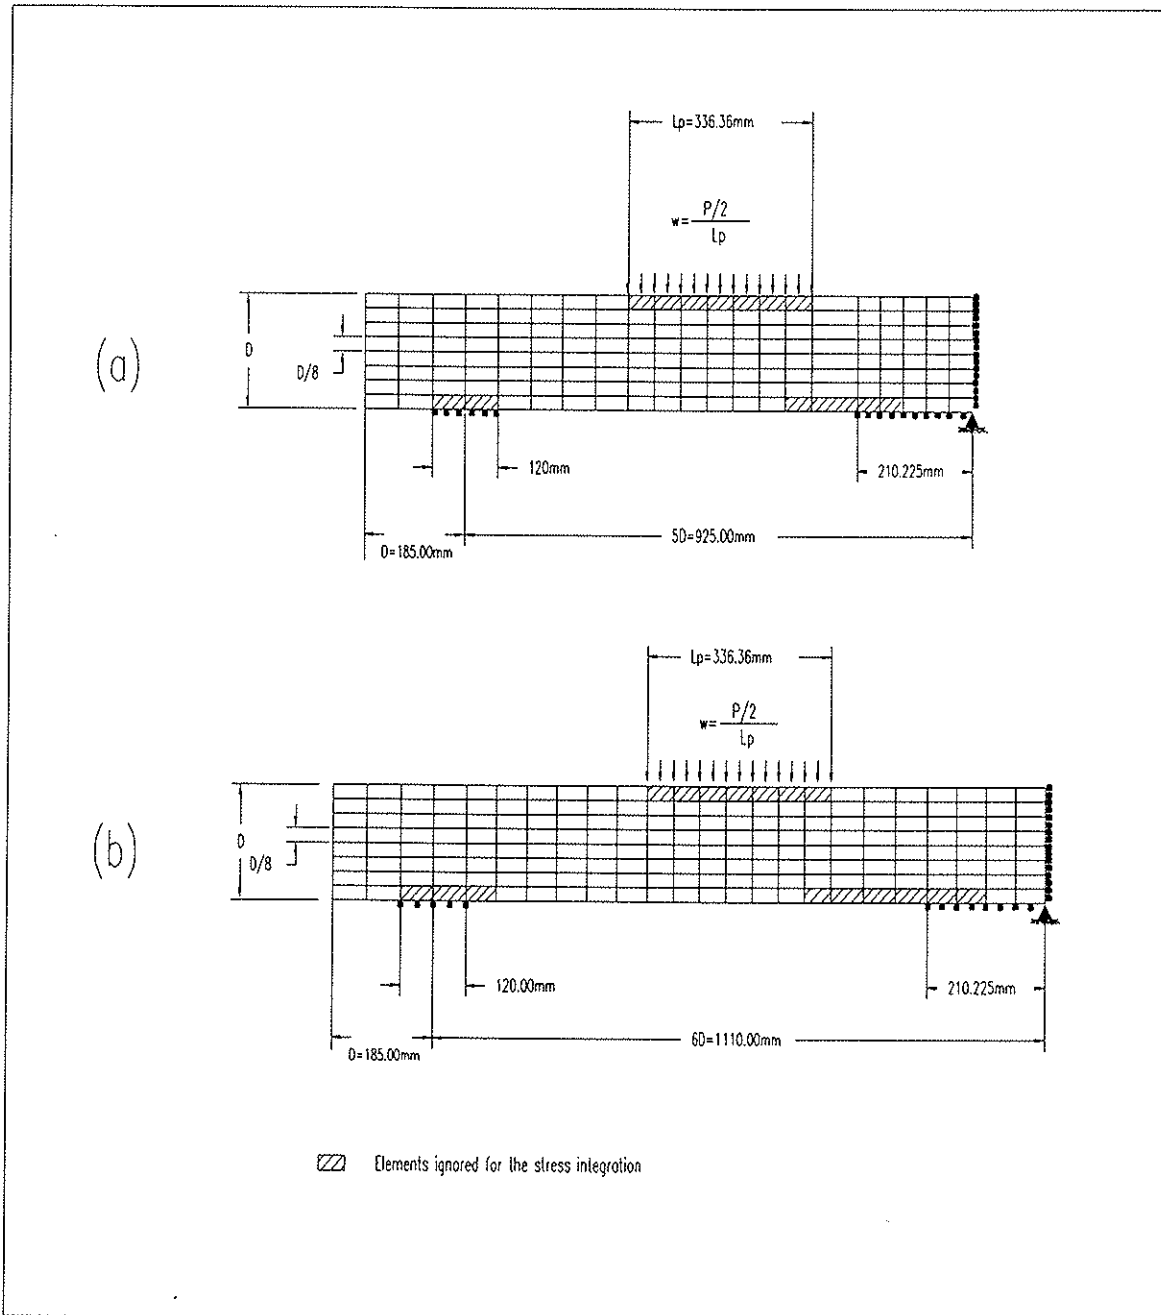 Lp=336.36mm
w=P/2
Lp
(a)
D
D/8
120mm
210.225mm
5D=925.00mm
D=185.00mm
Lp=336.36mm
w=P/2
Lp
(b)
D
D/8
120.00mm
210.225mm
6D=1110.00mm
D=185.00mm
Elements ignored for the stress integration